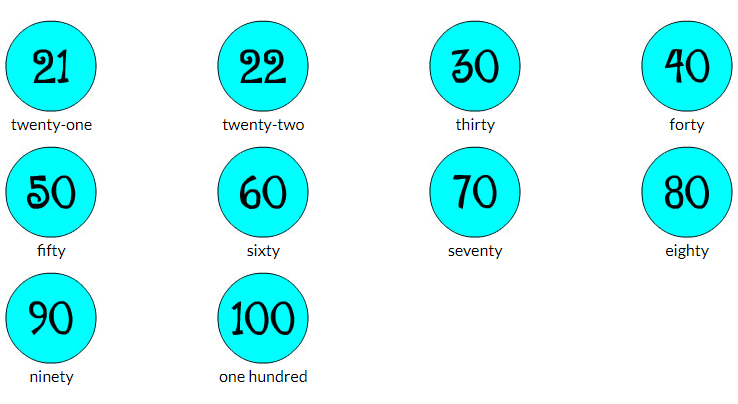 21 22 30 40
twenty-one twenty-two thirty forty
50 60 70 80
fifty sixty seventy eighty
90 100
ninety one hundred